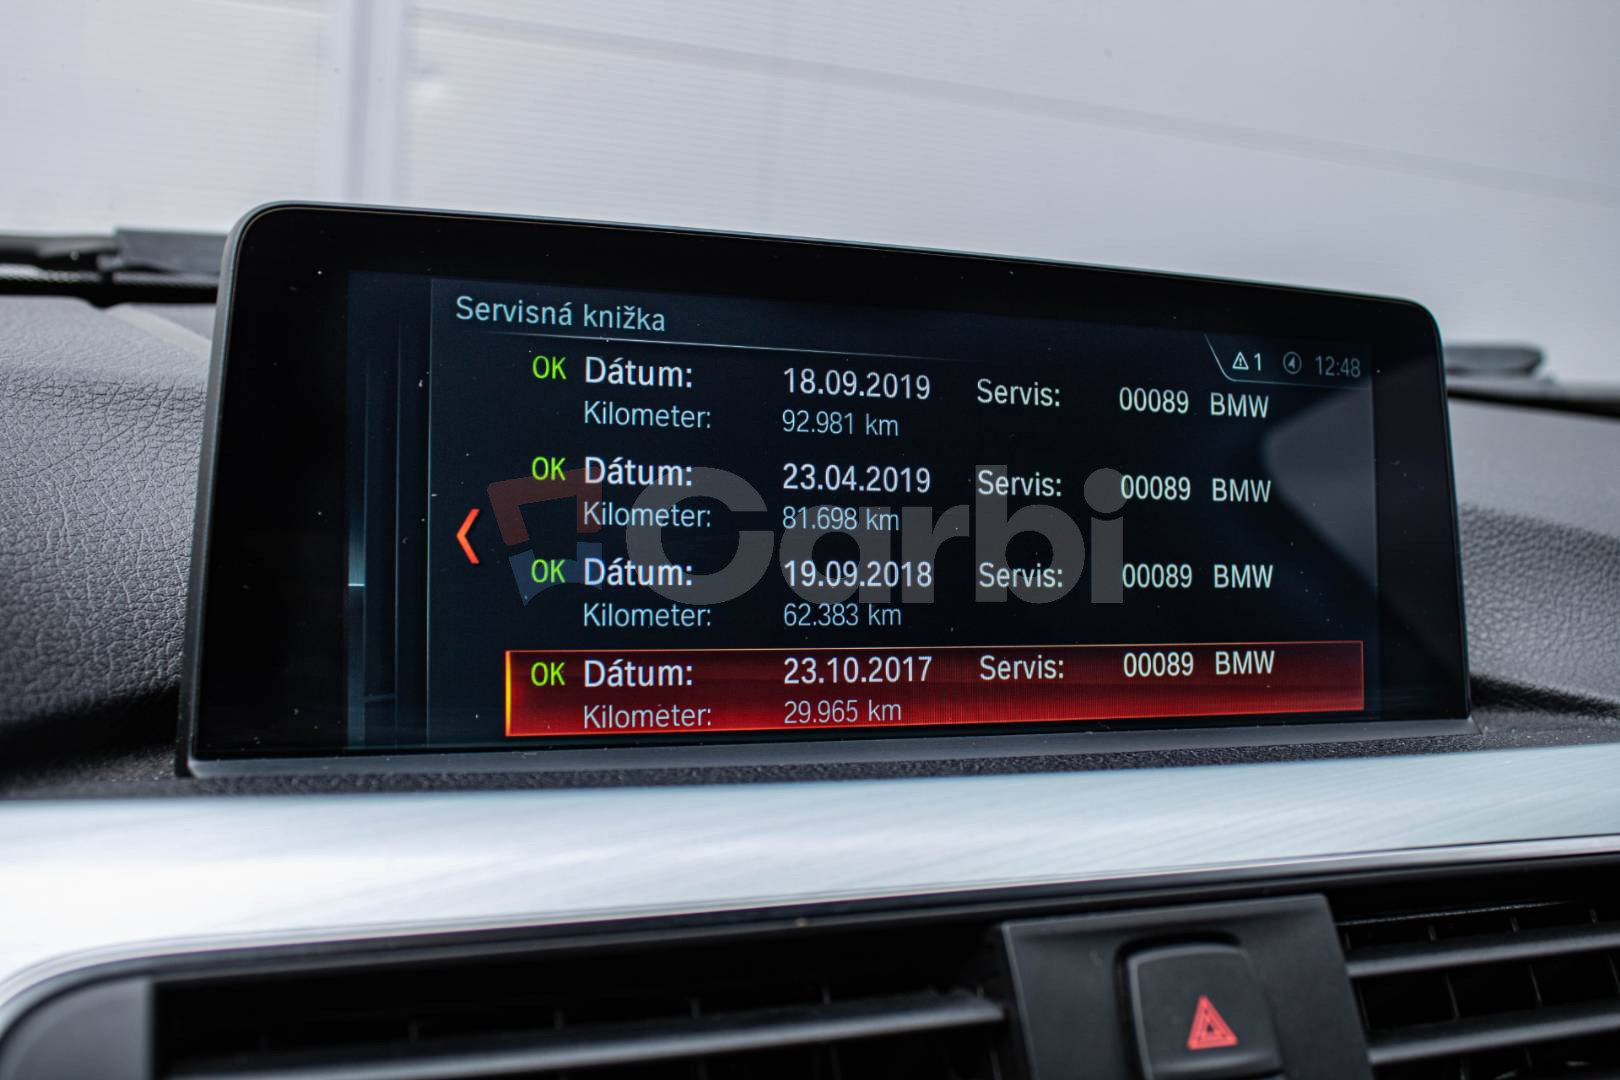 Servisná knižka
1 12:48
OK Dátum: 18.09.2019 Servis: 00089 BMW
Kilometer: 92.981 km
OK Dátum: 23.04.2019 Servis: 00089 BMW
Kilometer: 81.698 km
Carbi
OK Dátum: 19.09.2018 Servis: 00089 BMW
Kilometer: 62.383 km
OK Dátum: 23.10.2017 Servis: 00089 BMW
Kilometer: 29.965 km